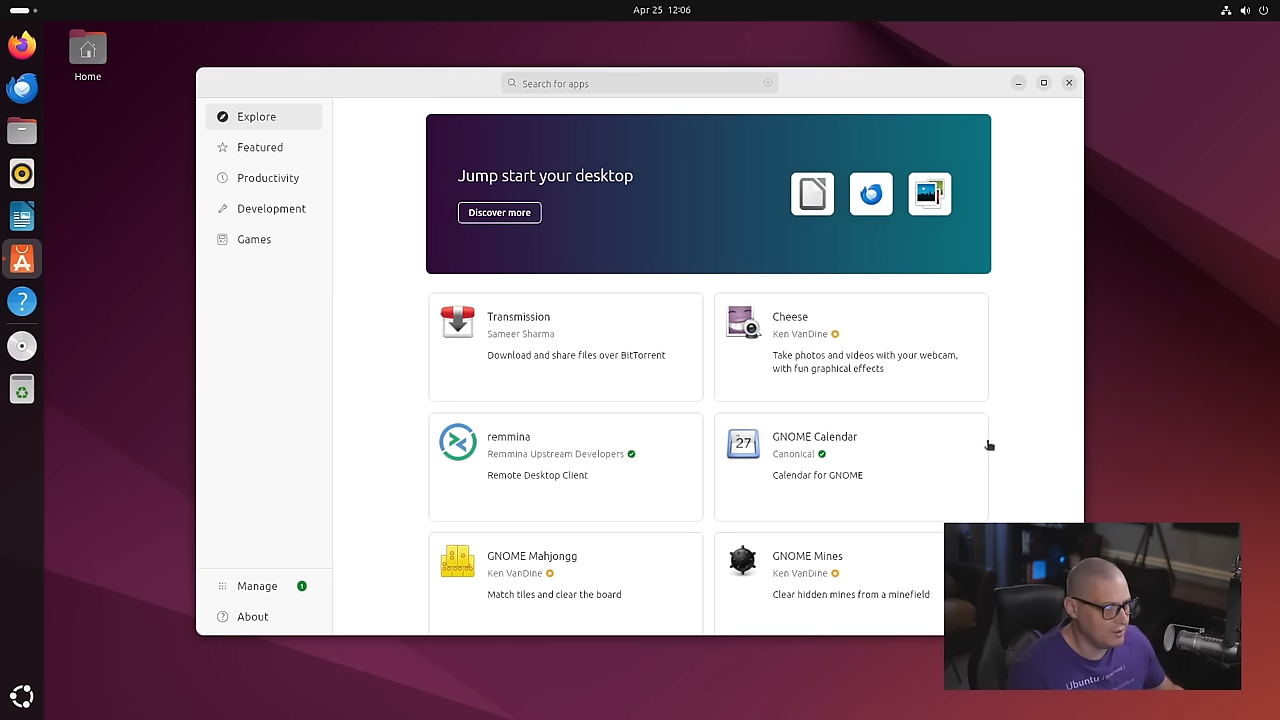 Apr 25 12:06
Home
Search for apps
Explore
Featured
Productivity
Development
Games
Manage 1
About
Jump start your desktop
Discover more
Transmission
Sameer Sharma
Download and share files over BitTorrent
Cheese
Ken VanDine
Take photos and videos with your webcam,
with fun graphical effects
remmina
Remmina Upstream Developers
Remote Desktop Client
27
GNOME Calendar
Canonical
Calendar for GNOME
GNOME Mahjongg
Ken VanDine
Match tiles and clear the board
GNOME Mines
Ken VanDine
Clear hidden mines from a minefield
Ubuntu